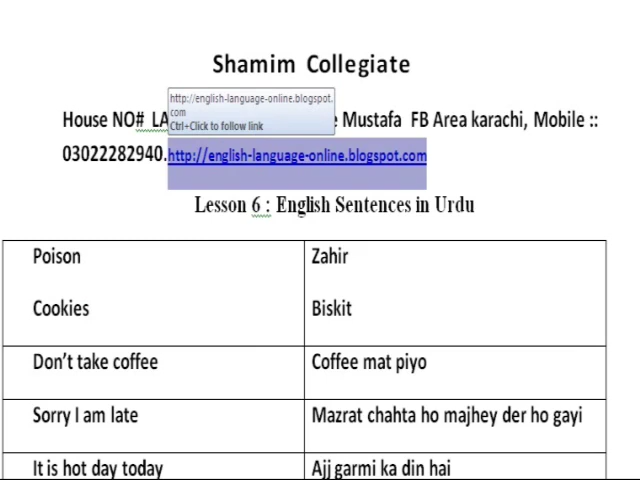 Shamim Collegiate
http://english-language-online.blogspot.
com
Ctrl+Click to follow link
House NO# Mustafa FB Area karachi, Mobile ::
03022282940.http://english-language-online.blogspot.com
Lesson 6 : English Sentences in Urdu
Poison Zahir
Cookies Biskit
Don't take coffee Coffee mat piyo
Sorry I am late Mazrat chahta ho majhey der ho gayi
It is hot day today Ajj garmi ka din hai